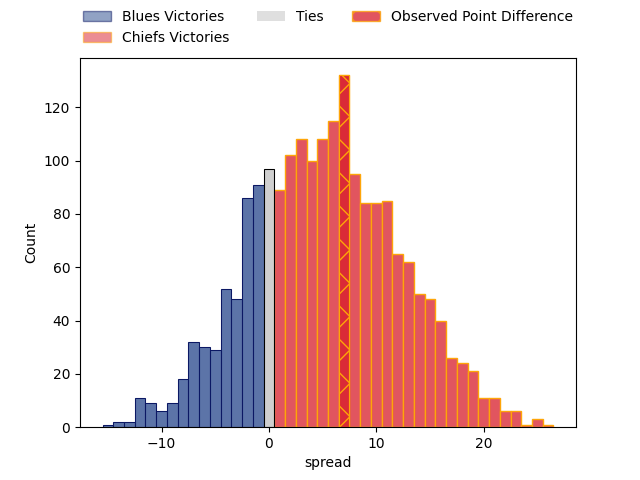 Blues Victories
Ties
Observed Point Difference
Chiefs Victories
120
100
80
60
40
20
0
Count
−10
0
10
20
spread